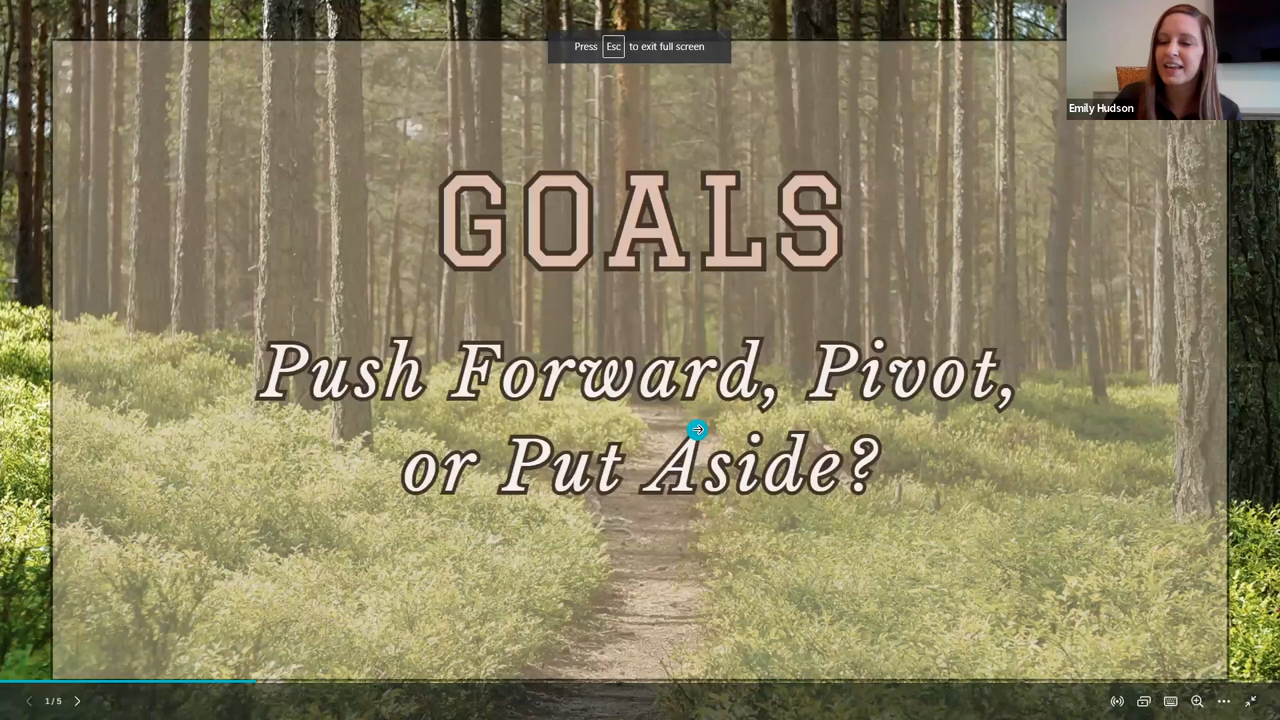 Press Esc to exit full screen
Emily Hudson
GOALS
Push Forward, Pivot,
or Put Aside?
1/5